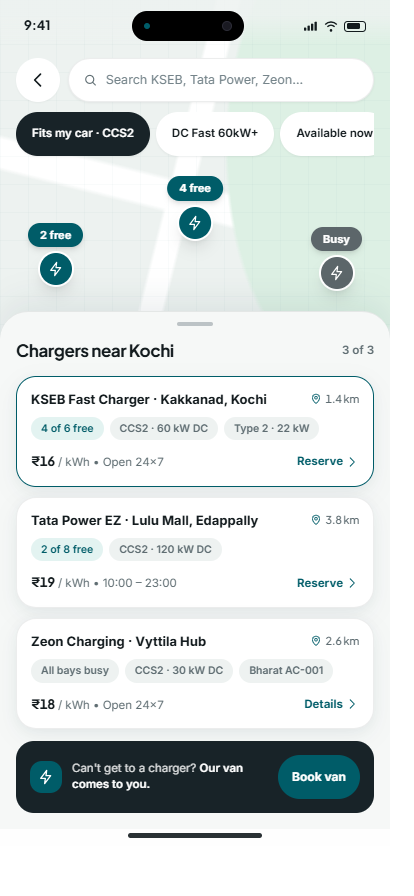 9:41
Search KSEB, Tata Power, Zeon...
Fits my car · CCS2
DC Fast 60kW+
Available now
4 free
2 free
Busy
Chargers near Kochi
3 of 3
KSEB Fast Charger · Kakkanad, Kochi
1.4 km
4 of 6 free
CCS2 · 60 kW DC
Type 2 · 22 kW
₹16 / kWh • Open 24×7
Reserve
Tata Power EZ · Lulu Mall, Edappally
3.8 km
2 of 8 free
CCS2 · 120 kW DC
₹19 / kWh • 10:00 – 23:00
Reserve
Zeon Charging · Vyttila Hub
2.6 km
All bays busy
CCS2 · 30 kW DC
Bharat AC-001
₹18 / kWh • Open 24×7
Details
Can't get to a charger? Our van
comes to you.
Book van